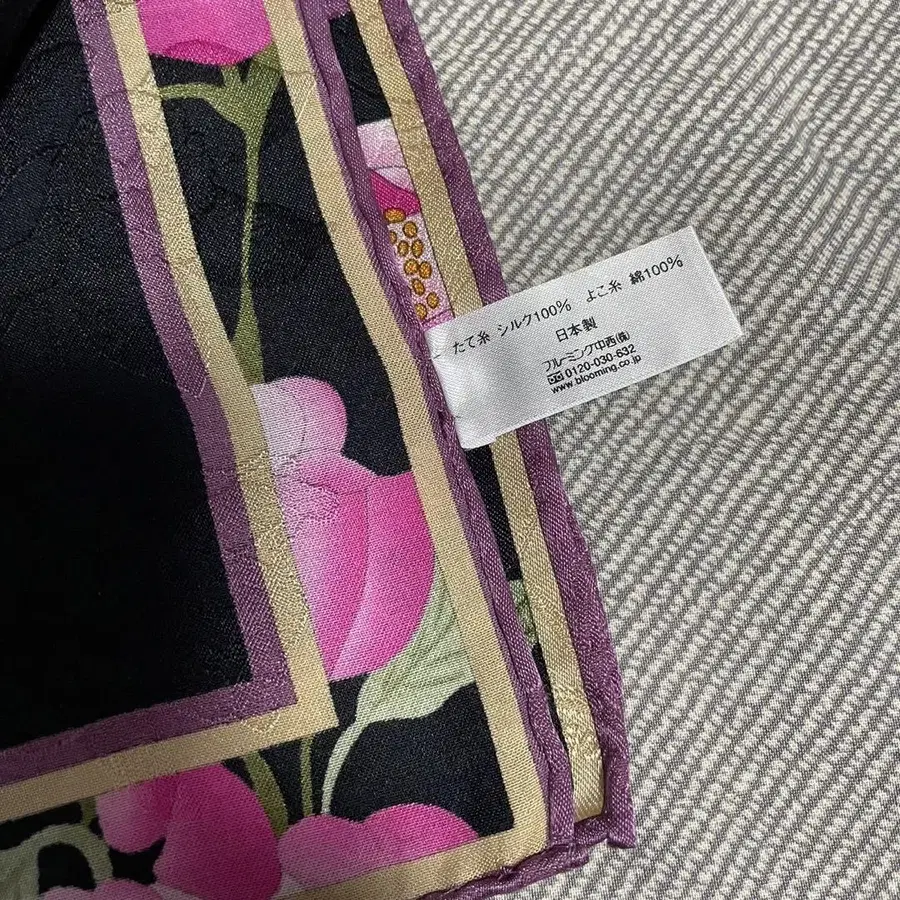 たて糸 シルク100% よこ糸 綿100%
日本製
ブルーミング中西(株)
0120-030-632
www.blooming.co.jp